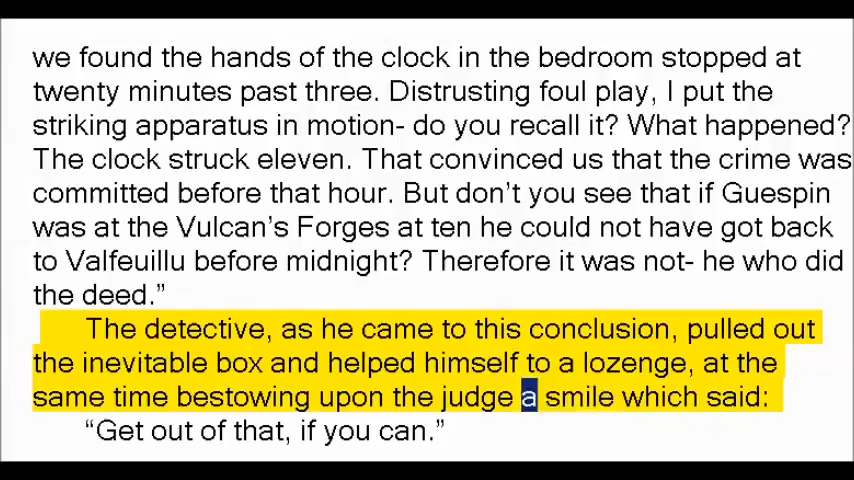 we found the hands of the clock in the bedroom stopped at
twenty minutes past three. Distrusting foul play, I put the
striking apparatus in motion- do you recall it? What happened?
The clock struck eleven. That convinced us that the crime was
committed before that hour. But don’t you see that if Guespin
was at the Vulcan’s Forges at ten he could not have got back
to Valfeuillu before midnight? Therefore it was not- he who did
the deed.”
The detective, as he came to this conclusion, pulled out
the inevitable box and helped himself to a lozenge, at the
same time bestowing upon the judge a smile which said:
“Get out of that, if you can.”